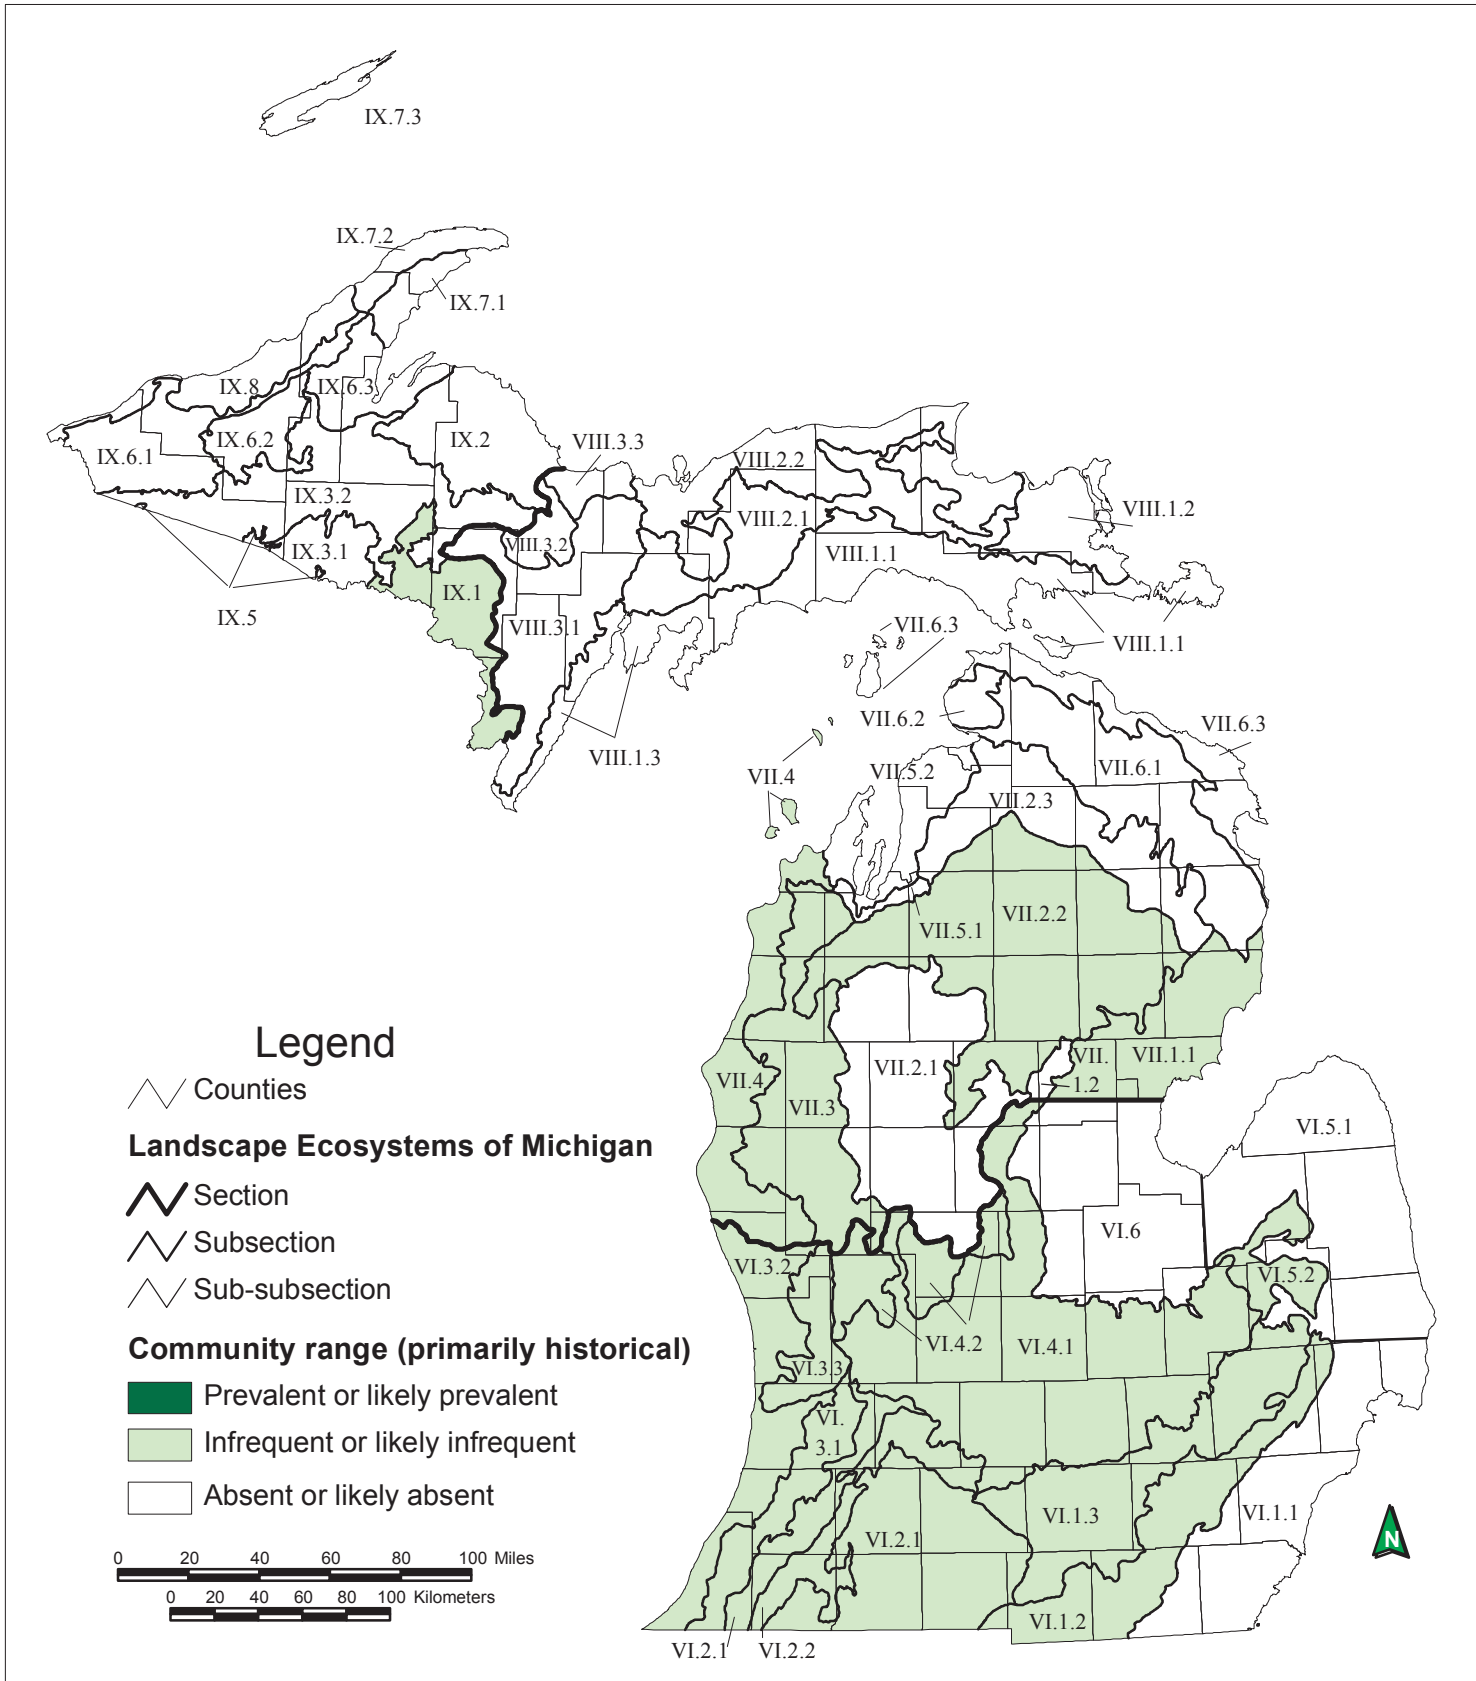 IX.7.3
IX.7.2
IX.7.1
IX.8
IX.6.3
IX.6.2
IX.2
IX.6.1
VIII.3.3
VIII.2.2
IX.3.2
VIII.2.1
VIII.1.2
IX.3.1
VIII.3.2
VIII.1.1
IX.1
IX.5
VIII.3.1
VII.6.3
VIII.1.1
VII.6.2
VII.6.3
VIII.1.3
VII.4
VII.5.2
VII.6.1
VII.2.3
VII.2.2
VII.5.1
Legend
Counties
Landscape Ecosystems of Michigan
Section
Subsection
Sub-subsection
Community range (primarily historical)
Prevalent or likely prevalent
Infrequent or likely infrequent
Absent or likely absent
0 20 40 60 80 100 Miles
0 20 40 60 80 100 Kilometers
VII.4
VII.3
VII.2.1
VII.
1.2
VII.1.1
VI.5.1
VI.6
VI.3.2
VI.5.2
VI.4.2
VI.4.1
VI.3.3
VI.
3.1
VI.2.1
VI.1.3
VI.1.1
N
VI.1.2
VI.2.1
VI.2.2